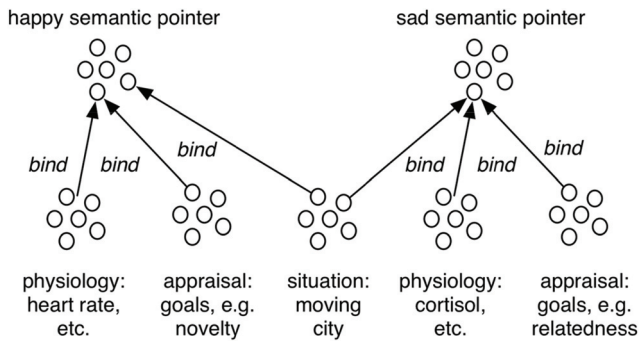 happy semantic pointer
sad semantic pointer
bind
bind
bind
bind
bind
bind
physiology:
heart rate,
etc.
appraisal:
goals, e.g.
novelty
situation:
moving
city
physiology:
cortisol,
etc.
appraisal:
goals, e.g.
relatedness